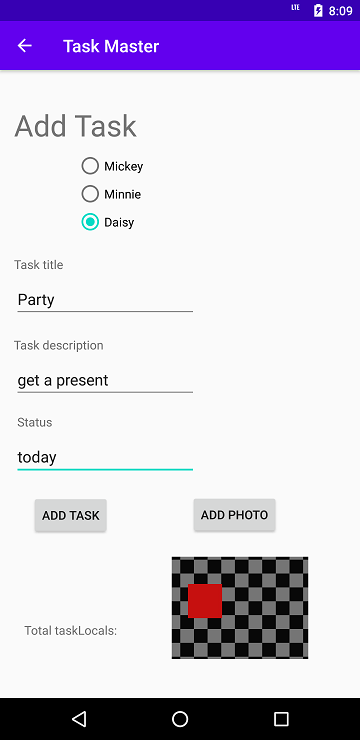 LTE
8:09
Task Master
Add Task
Mickey
Minnie
Daisy
Task title
Party
Task description
get a present
Status
today
ADD TASK
ADD PHOTO
Total taskLocals: